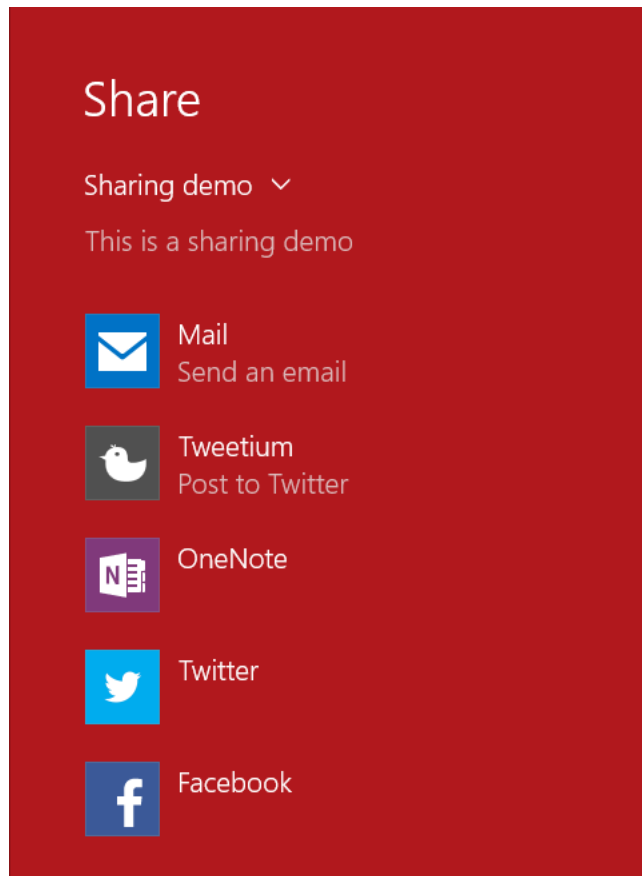 Share
Sharing demo
This is a sharing demo
Mail
Send an email
Tweetium
Post to Twitter
N
OneNote
Twitter
f
Facebook